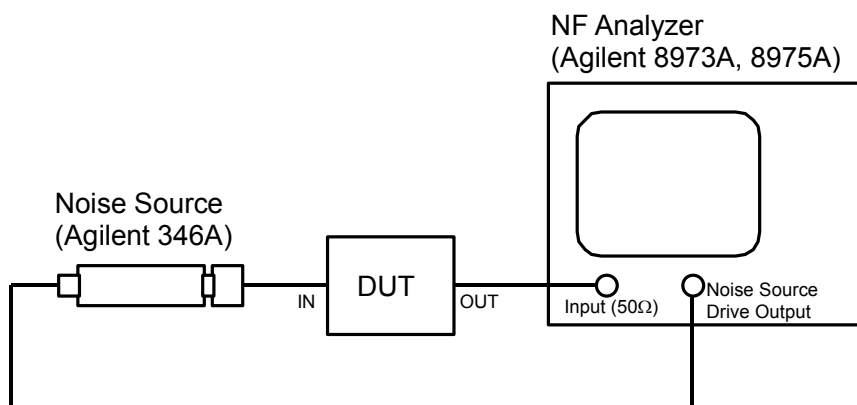 NF Analyzer
(Agilent 8973A, 8975A)
Noise Source
(Agilent 346A)
IN
DUT
OUT
Input (50Ω)
Noise Source
Drive Output